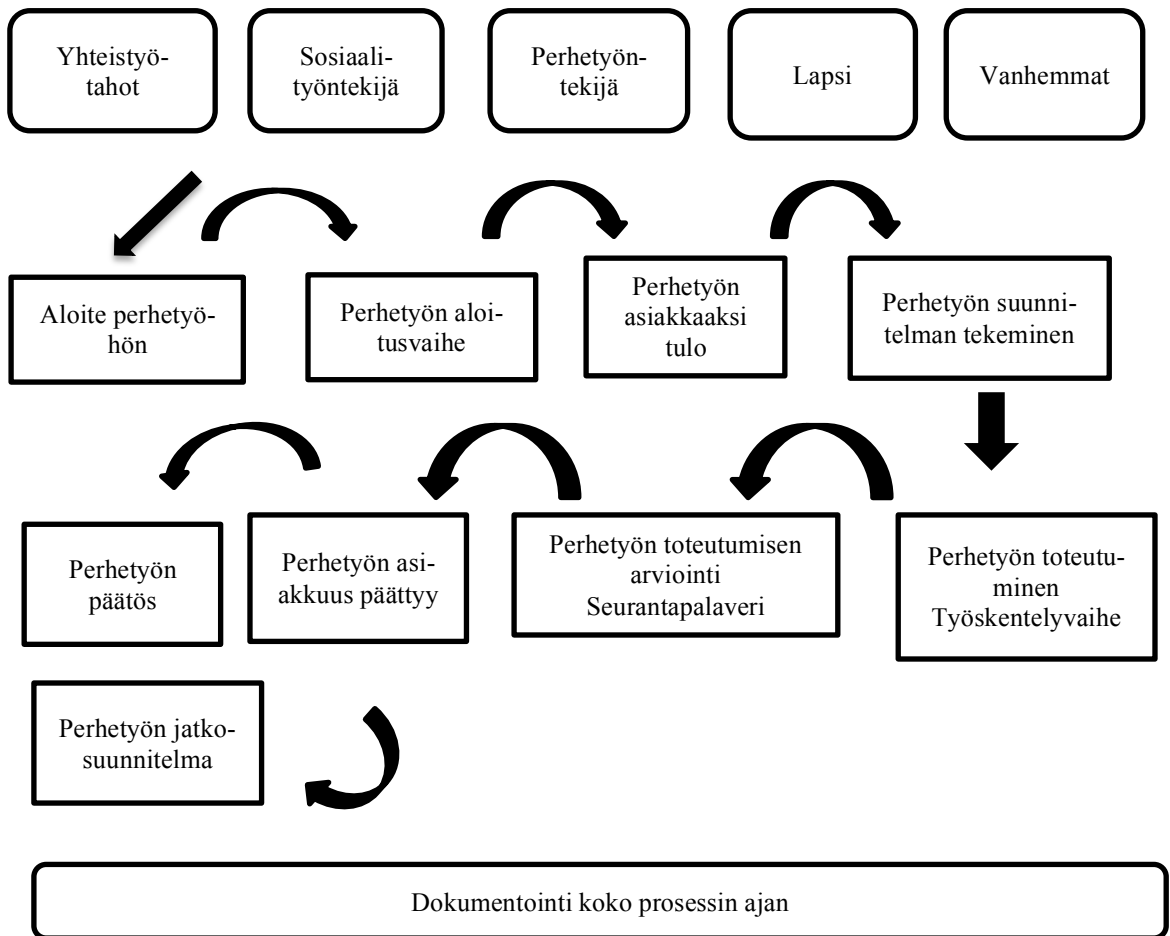 Yhteistyö-
tahot
Sosiaali-
työntekijä
Perhetyön-
tekijä
Lapsi
Vanhemmat
Aloite perhetyö-
hön
Perhetyön aloi-
tusvaihe
Perhetyön
asiakkaaksi
tulo
Perhetyön suunni-
telman tekeminen
Perhetyön
päätös
Perhetyön asi-
akkuus päättyy
Perhetyön toteutumisen
arviointi
Seurantapalaveri
Perhetyön toteutu-
minen
Työskentelyvaihe
Perhetyön jatko-
suunnitelma
Dokumentointi koko prosessin ajan